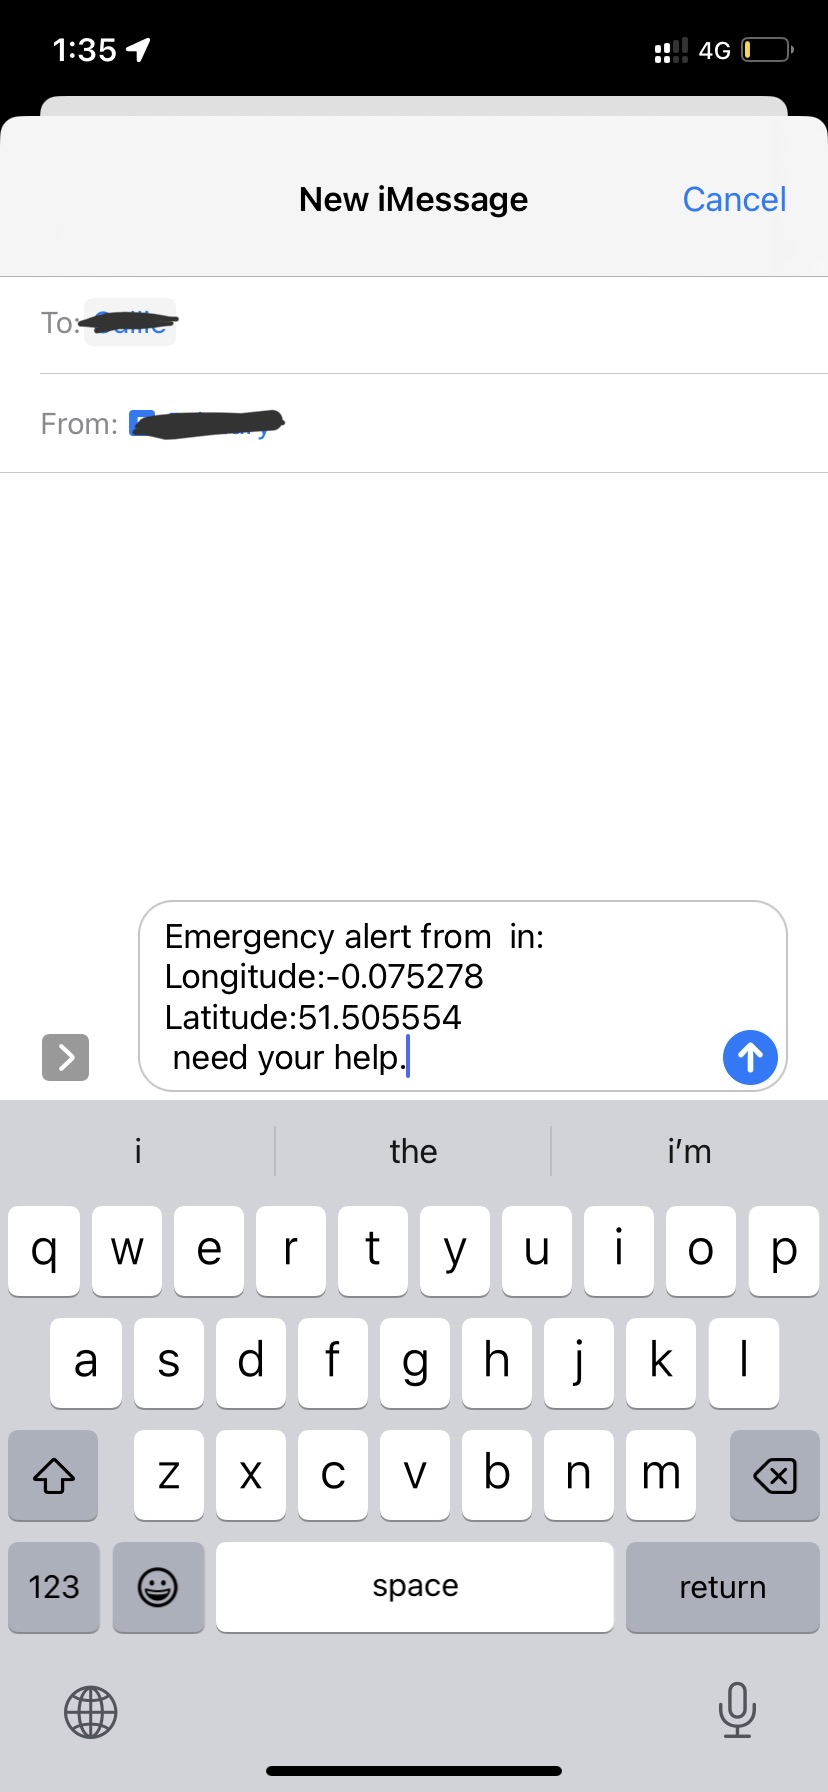 1:35
4G
New iMessage
Cancel
To:
From:
Emergency alert from  in:
Longitude:-0.075278
Latitude:51.505554
need your help.
i
the
i’m
q w e r t y u i o p
a s d f g h j k l
z x c v b n m
123
space
return